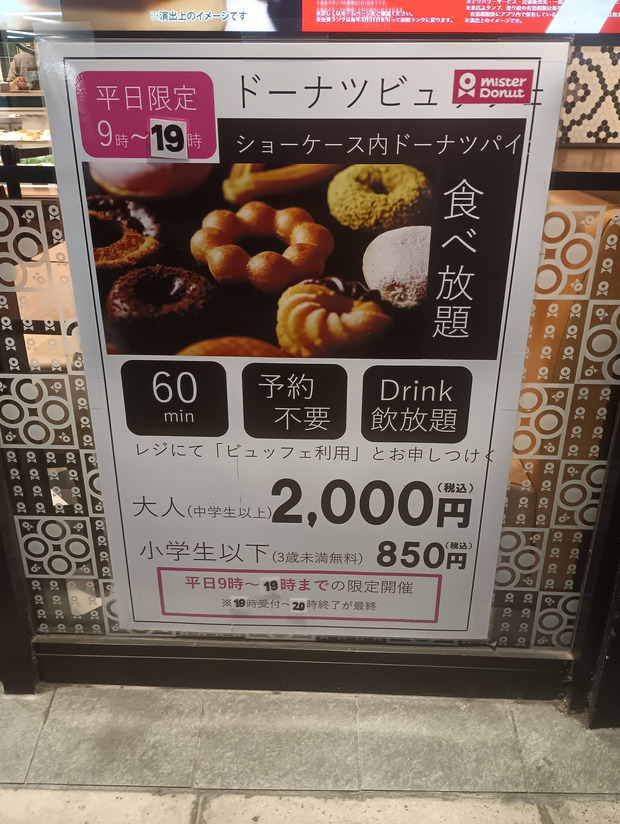 ※演出上のイメージです
平日限定
9時〜19時
ドーナツビュッフェ
mister
Donut
ショーケース内ドーナツパイ
食べ放題
60
min
予約
不要
Drink
飲放題
レジにて「ビュッフェ利用」とお申しつけく
大人(中学生以上)2,000円(税込)
小学生以下(3歳未満無料) 850円(税込)
平日9時〜19時までの限定開催
※19時受付〜20時終了が最終